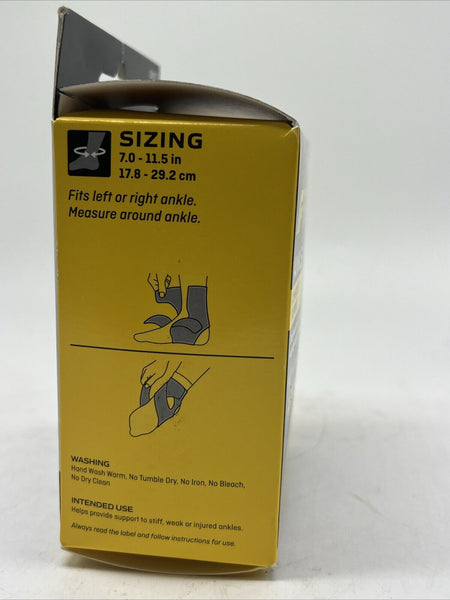 SIZING
7.0 - 11.5 in
17.8 - 29.2 cm
Fits left or right ankle.
Measure around ankle.
WASHING
Hand Wash Warm, No Tumble Dry, No Iron, No Bleach,
No Dry Clean
INTENDED USE
Helps provide support to stiff, weak or injured ankles.
Always read the label and follow instructions for use.